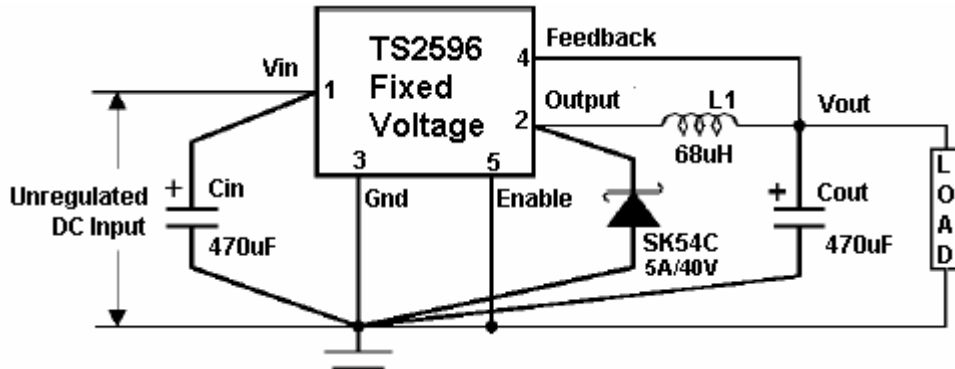 TS2596
Fixed
Voltage
Vin
1
Feedback
4
Output
2
L1
68uH
Vout
3
5
Gnd
Enable
Unregulated
DC Input
+
Cin
470uF
SK54C
5A/40V
+
Cout
470uF
LOAD